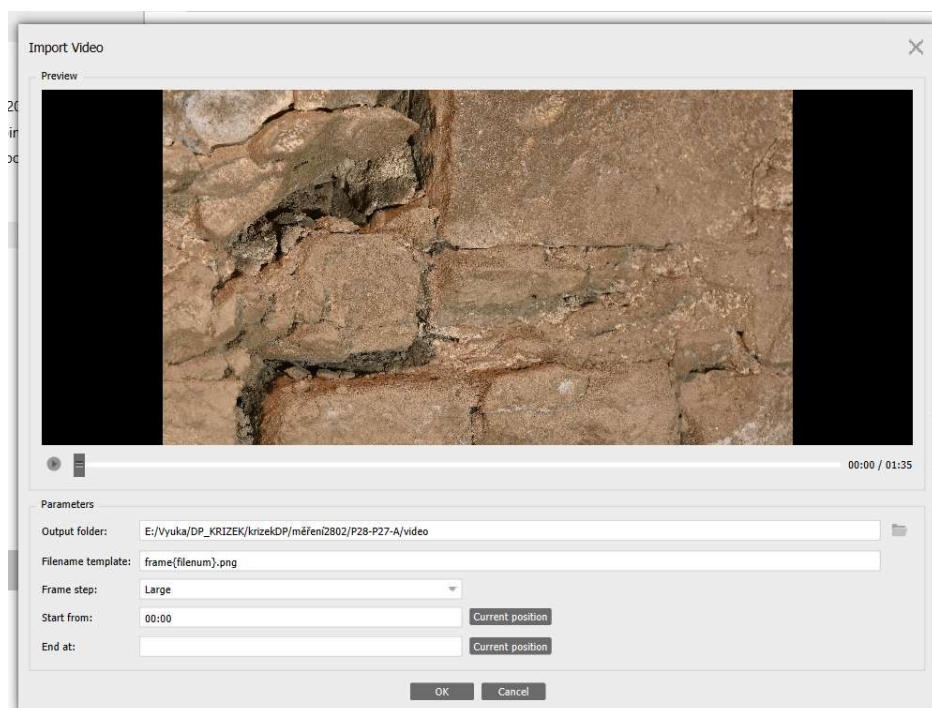 Import Video
Preview
00:00 / 01:35
Parameters
Output folder: E:/Vyuka/DP_KRIZEK/krizekDP/měření2802/P28-P27-A/video
Filename template: frame{filenum}.png
Frame step: Large
Start from: 00:00 Current position
End at: Current position
OK Cancel